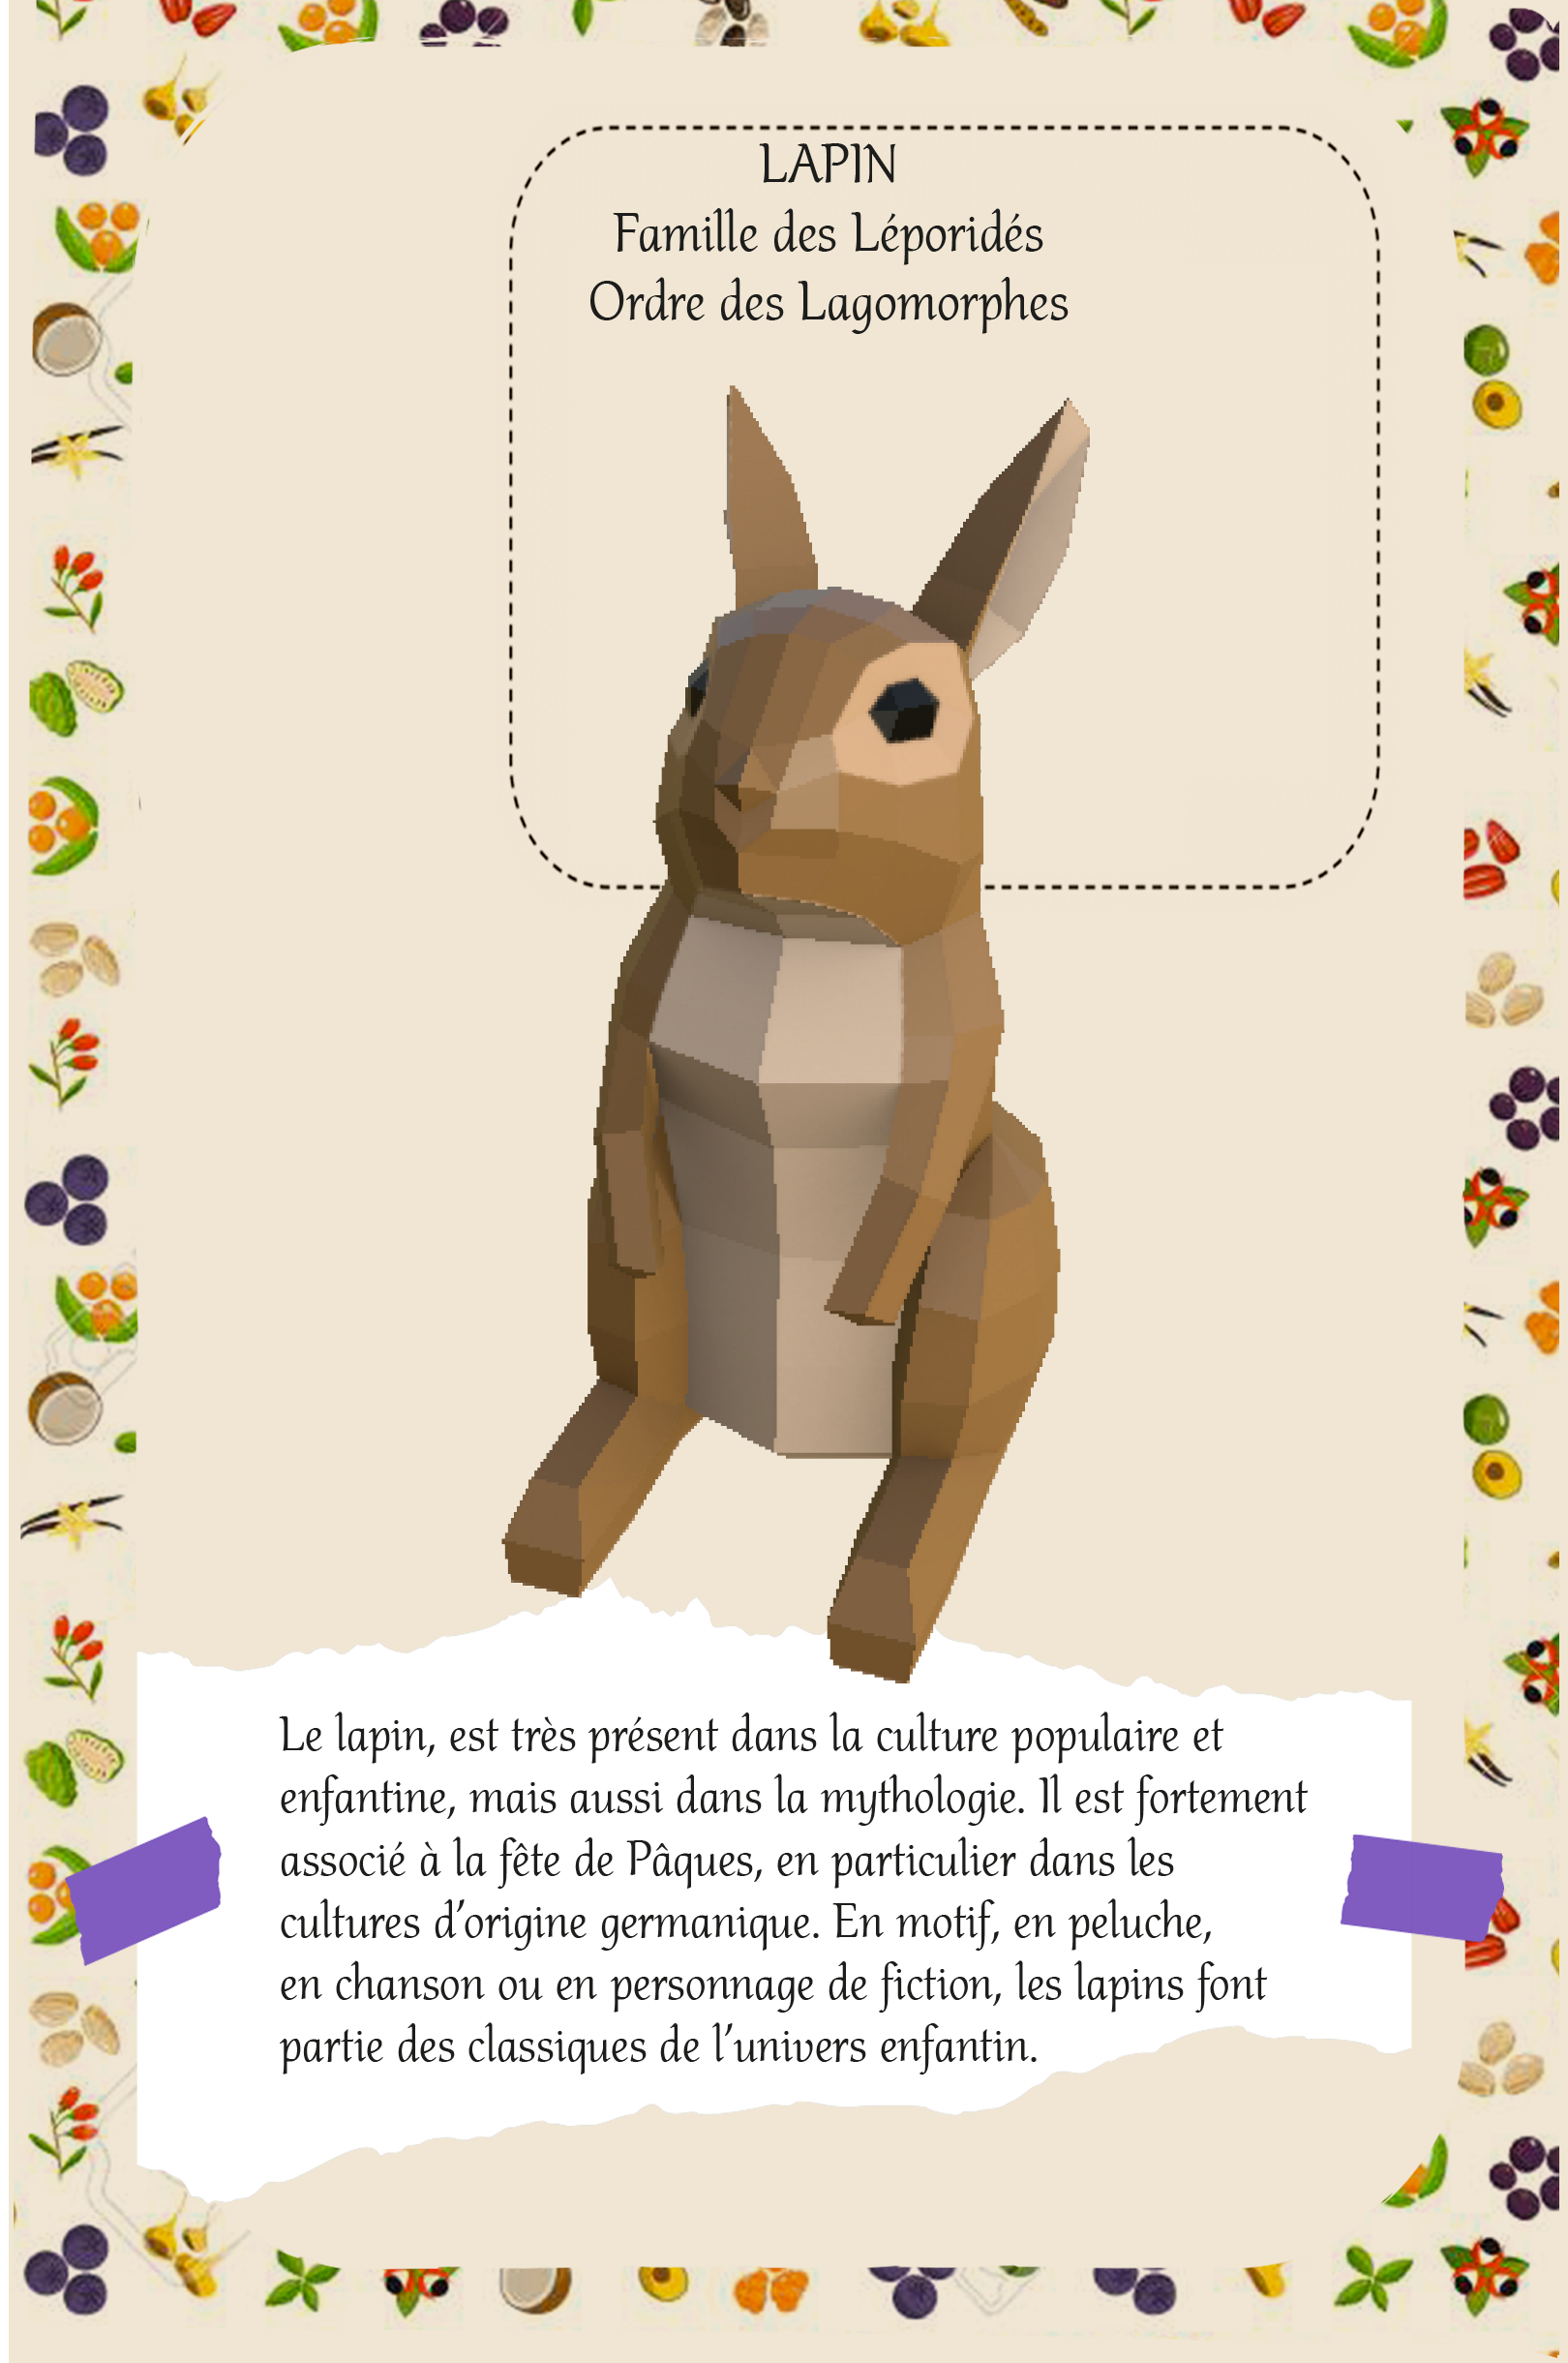 LAPIN
Famille des Léporidés
Ordre des Lagomorphes
Le lapin, est très présent dans la culture populaire et
enfantine, mais aussi dans la mythologie. Il est fortement
associé à la fête de Pâques, en particulier dans les
cultures d'origine germanique. En motif, en peluche,
en chanson ou en personnage de fiction, les lapins font
partie des classiques de l'univers enfantin.